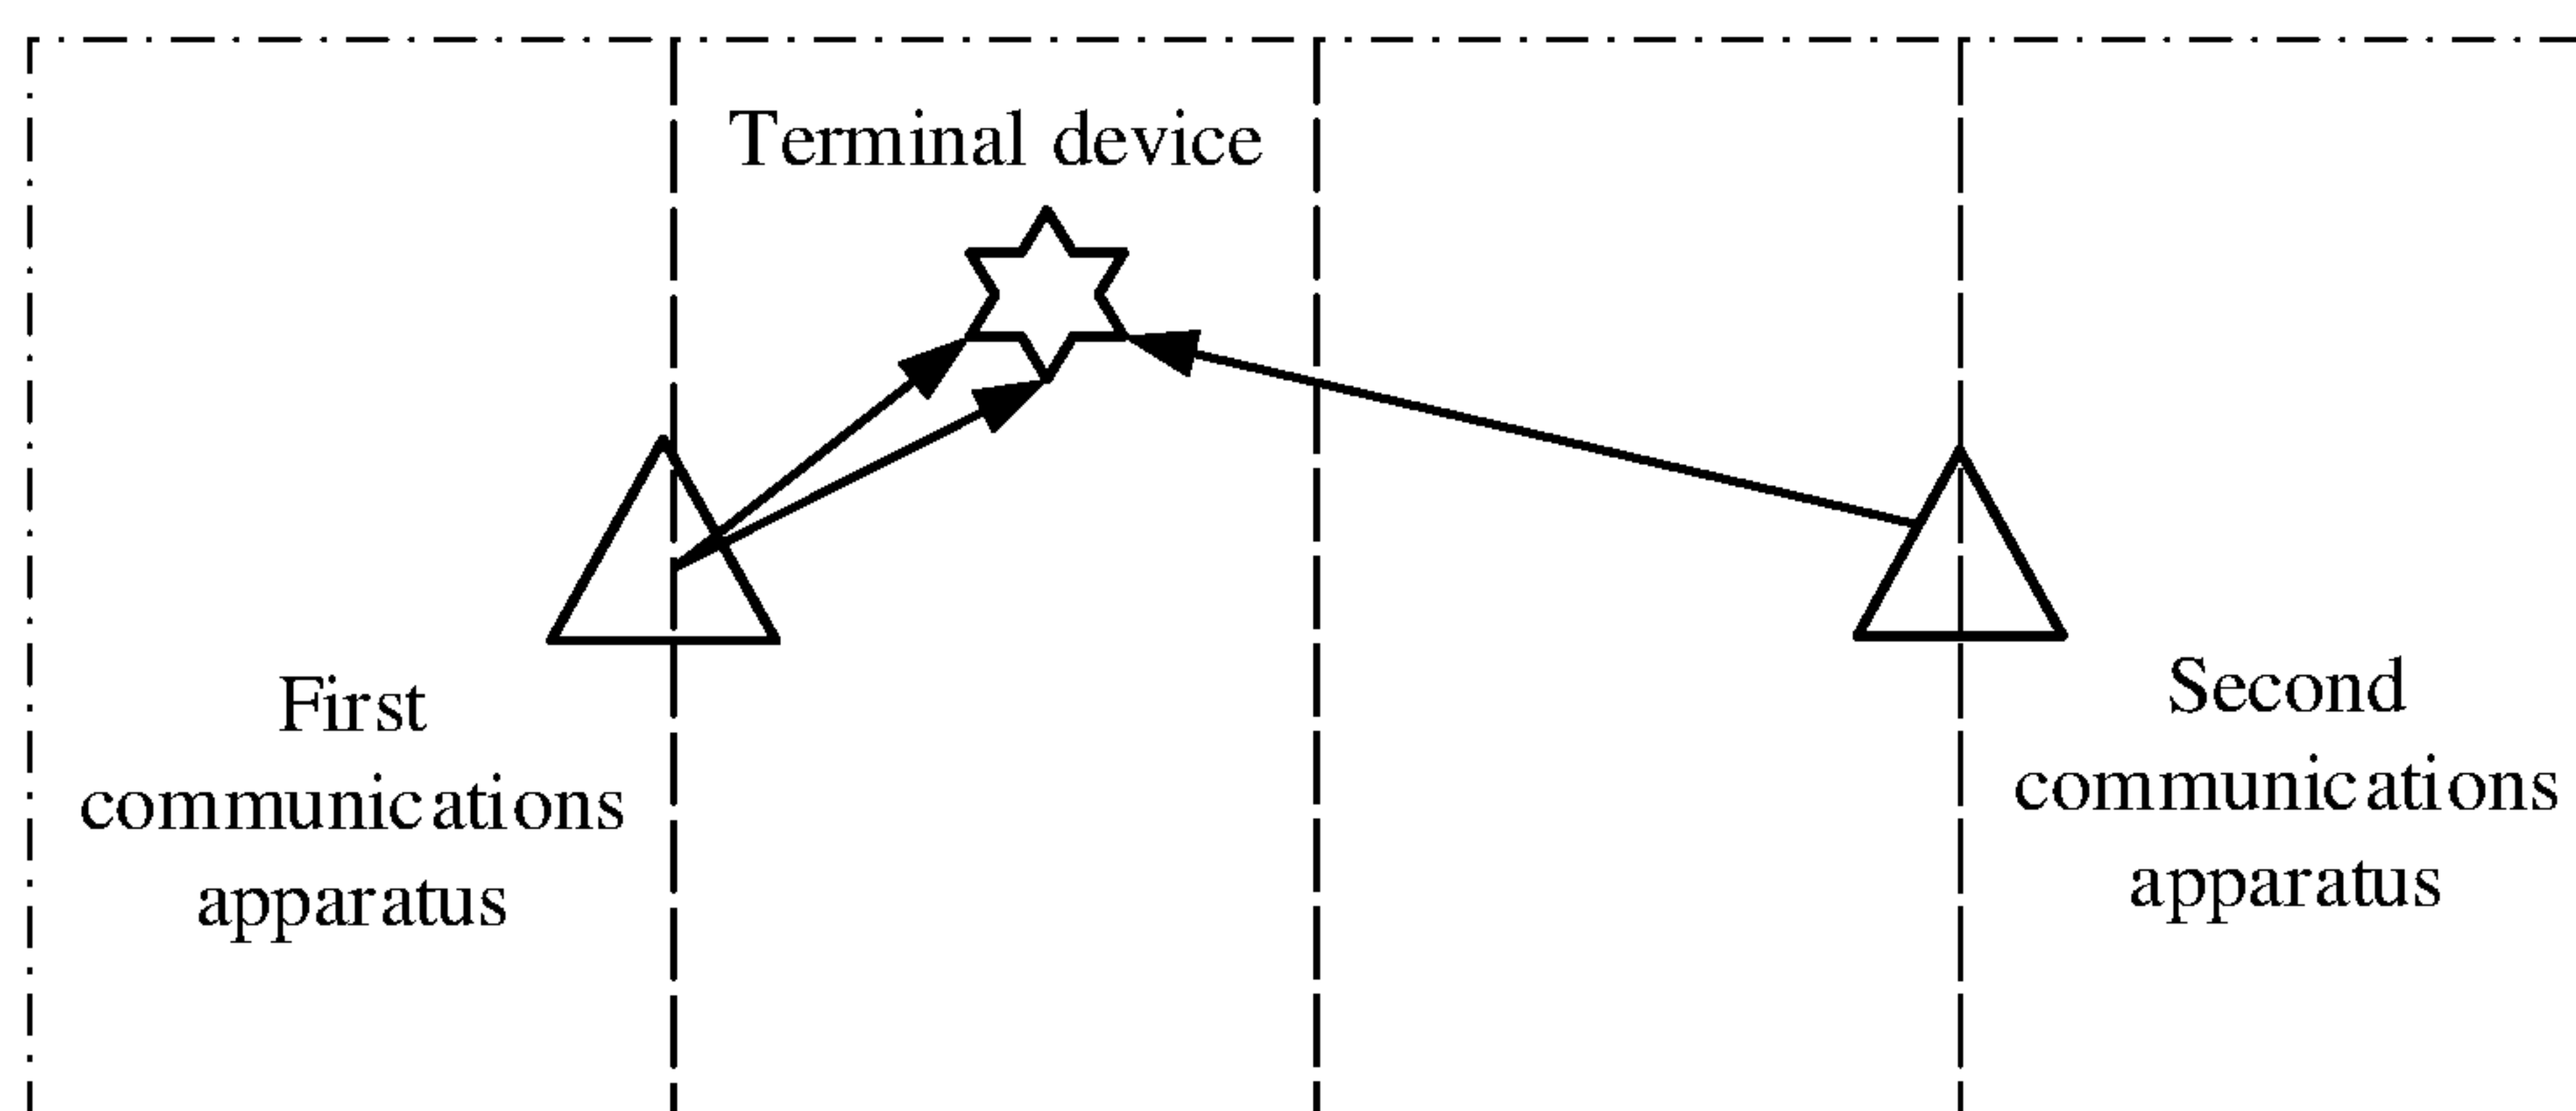 Terminal device
First
communications
apparatus
Second
communications
apparatus